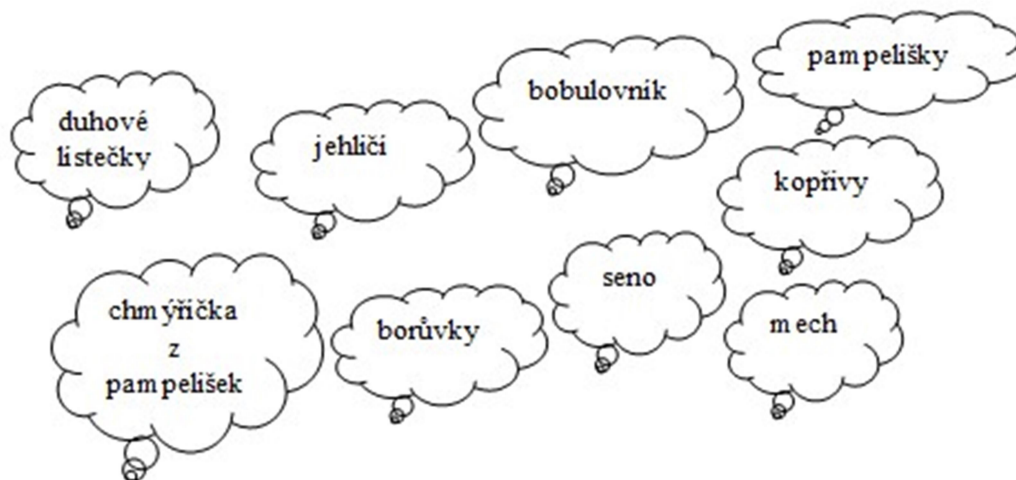 duhové
lístečky
jehličí
bobulovník
pampelišky
kopřivy
chmýříčka
z
pampelišek
borůvky
seno
mech